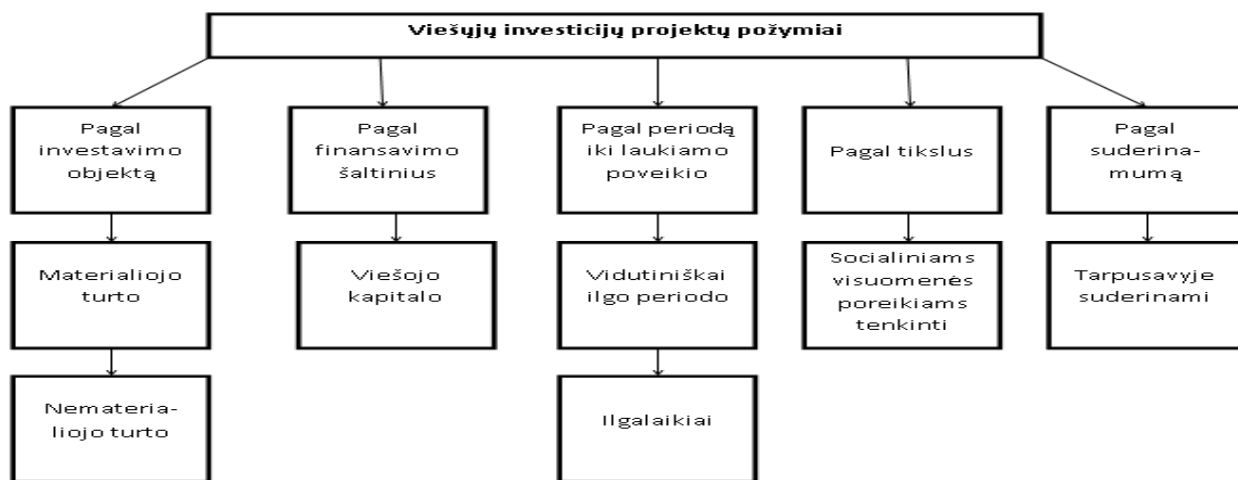 Viešųjų investicijų projektų požymiai
Pagal
investavimo
objektą
Pagal
finansavimo
šaltinius
Pagal periodą
iki laukiamo
poveikio
Pagal tikslus
Pagal
suderina-
mumą
Materialiojo
turto
Viešojo
kapitalo
Vidutiniškai
ilgo periodo
Socialiniams
visuomenės
poreikiams
tenkinti
Tarpusavyje
suderinami
Nemateria-
liojo turto
Ilgalaikiai